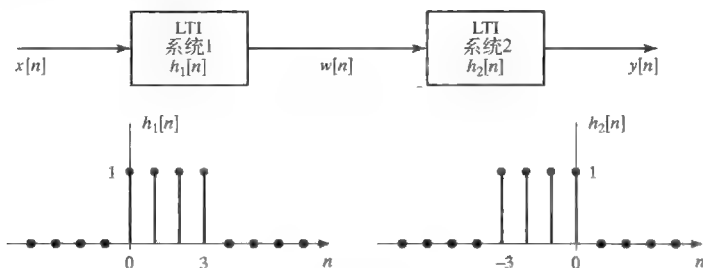 LTI
系统1
h₁[n]
LTI
系统2
h₂[n]
x[n]
w[n]
y[n]
h₁[n]
1
0
3
n
h₂[n]
1
−3
0
n